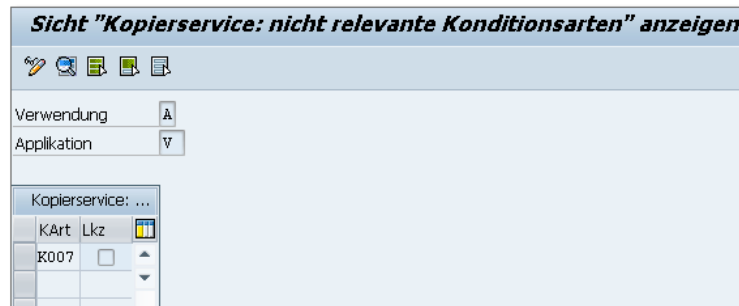 Sicht "Kopierservice: nicht relevante Konditionsarten" anzeigen
Verwendung A
Applikation V
Kopierservice: ...
KArt Lkz
K007